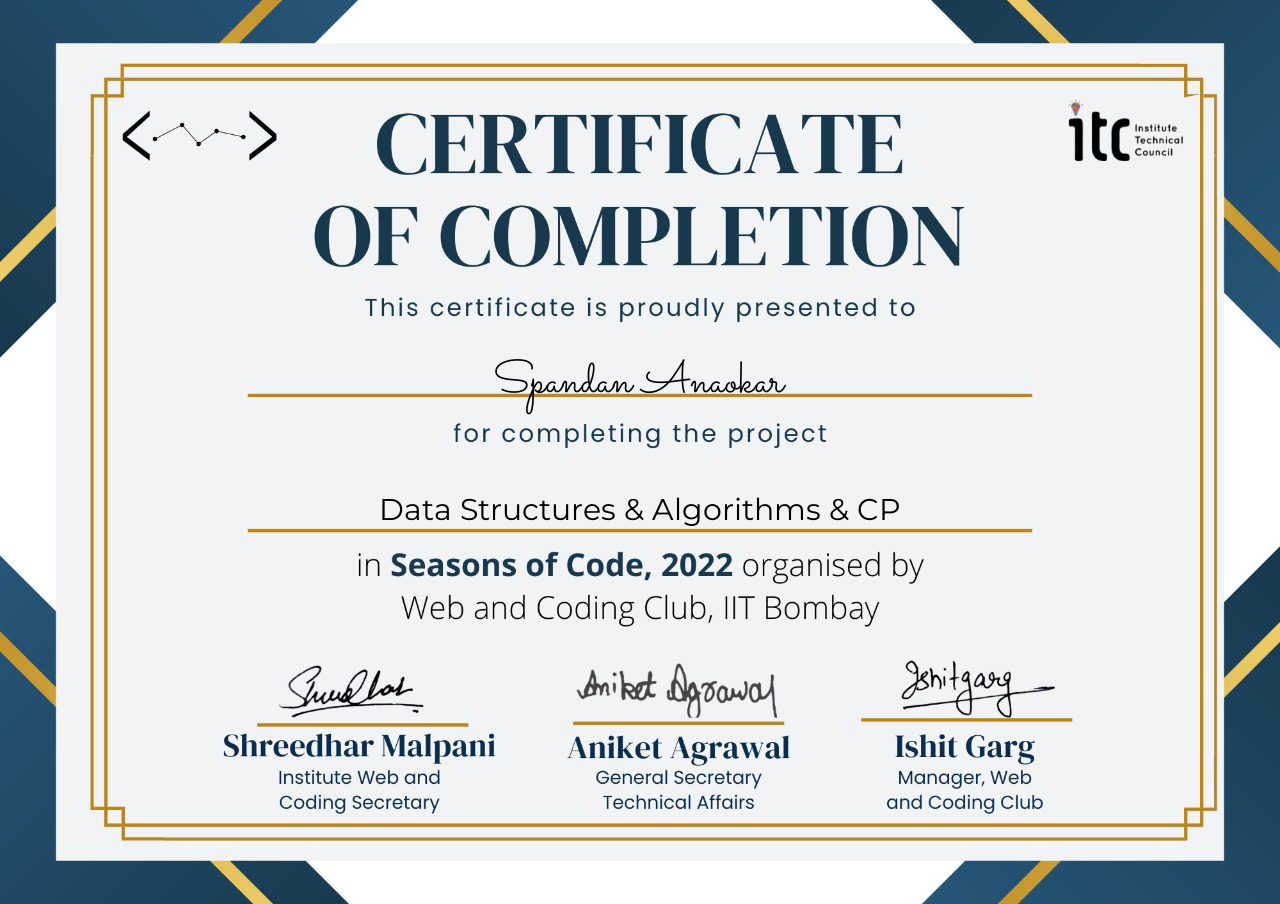 CERTIFICATE
OF COMPLETION
itc Institute
Technical
Council
This certificate is proudly presented to
Spandan Anaokar
for completing the project
Data Structures & Algorithms & CP
in Seasons of Code, 2022 organised by
Web and Coding Club, IIT Bombay
Shreedhar
Aniket Agrawal
Ishitgarg
Shreedhar Malpani
Institute Web and
Coding Secretary
Aniket Agrawal
General Secretary
Technical Affairs
Ishit Garg
Manager, Web
and Coding Club